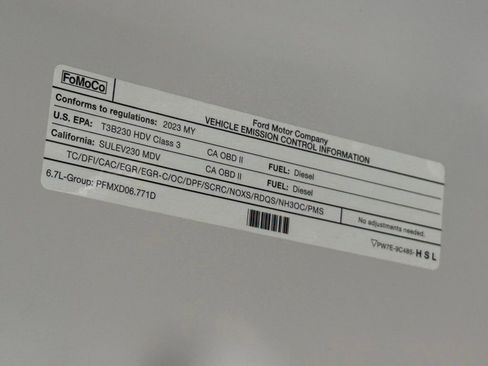 FoMoCo
Ford Motor Company
VEHICLE EMISSION CONTROL INFORMATION
Conforms to regulations: 2023 MY
U.S. EPA: T3B230 HDV Class 3 CA OBD II FUEL: Diesel
California: SULEV230 MDV CA OBD II FUEL: Diesel
TC/DFI/CAC/EGR/EGR-C/OC/DPF/SCRC/NOXS/RDQS/NH3OC/PMS
No adjustments needed.
6.7L-Group: PFMXD06.771D
PW7E-9C485-HSL